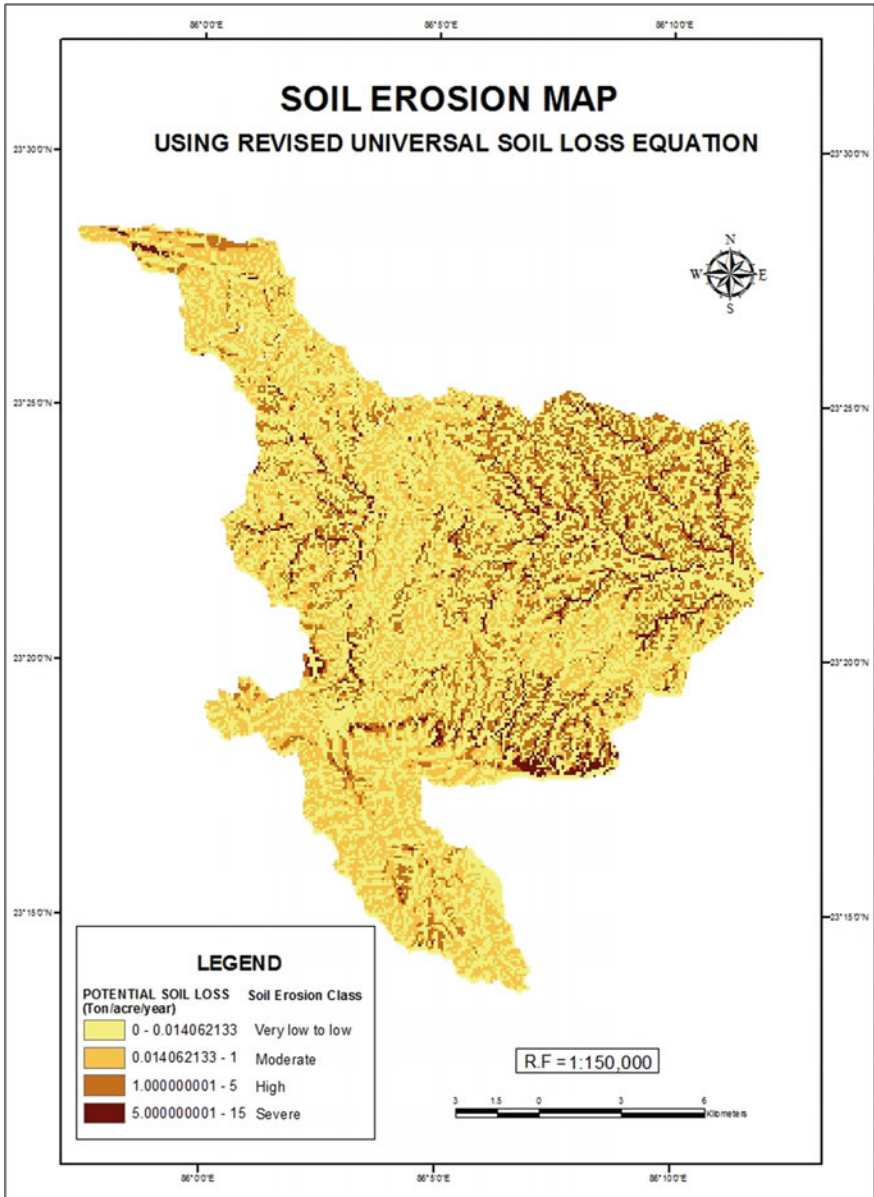 86°0'0"E 86°5'0"E 86°10'0"E
SOIL EROSION MAP
USING REVISED UNIVERSAL SOIL LOSS EQUATION
23°30'0"N 23°30'0"N
N
W E
S
23°25'0"N 23°25'0"N
23°20'0"N 23°20'0"N
23°15'0"N 23°15'0"N
LEGEND
POTENTIAL SOIL LOSS Soil Erosion Class
(Ton/acre/year)
0 - 0.014062133 Very low to low
0.014062133 - 1 Moderate
1.000000001 - 5 High
5.000000001 - 15 Severe
R.F = 1:150,000
3 1.5 0 3 6
Kilometers
86°0'0"E 86°5'0"E 86°10'0"E